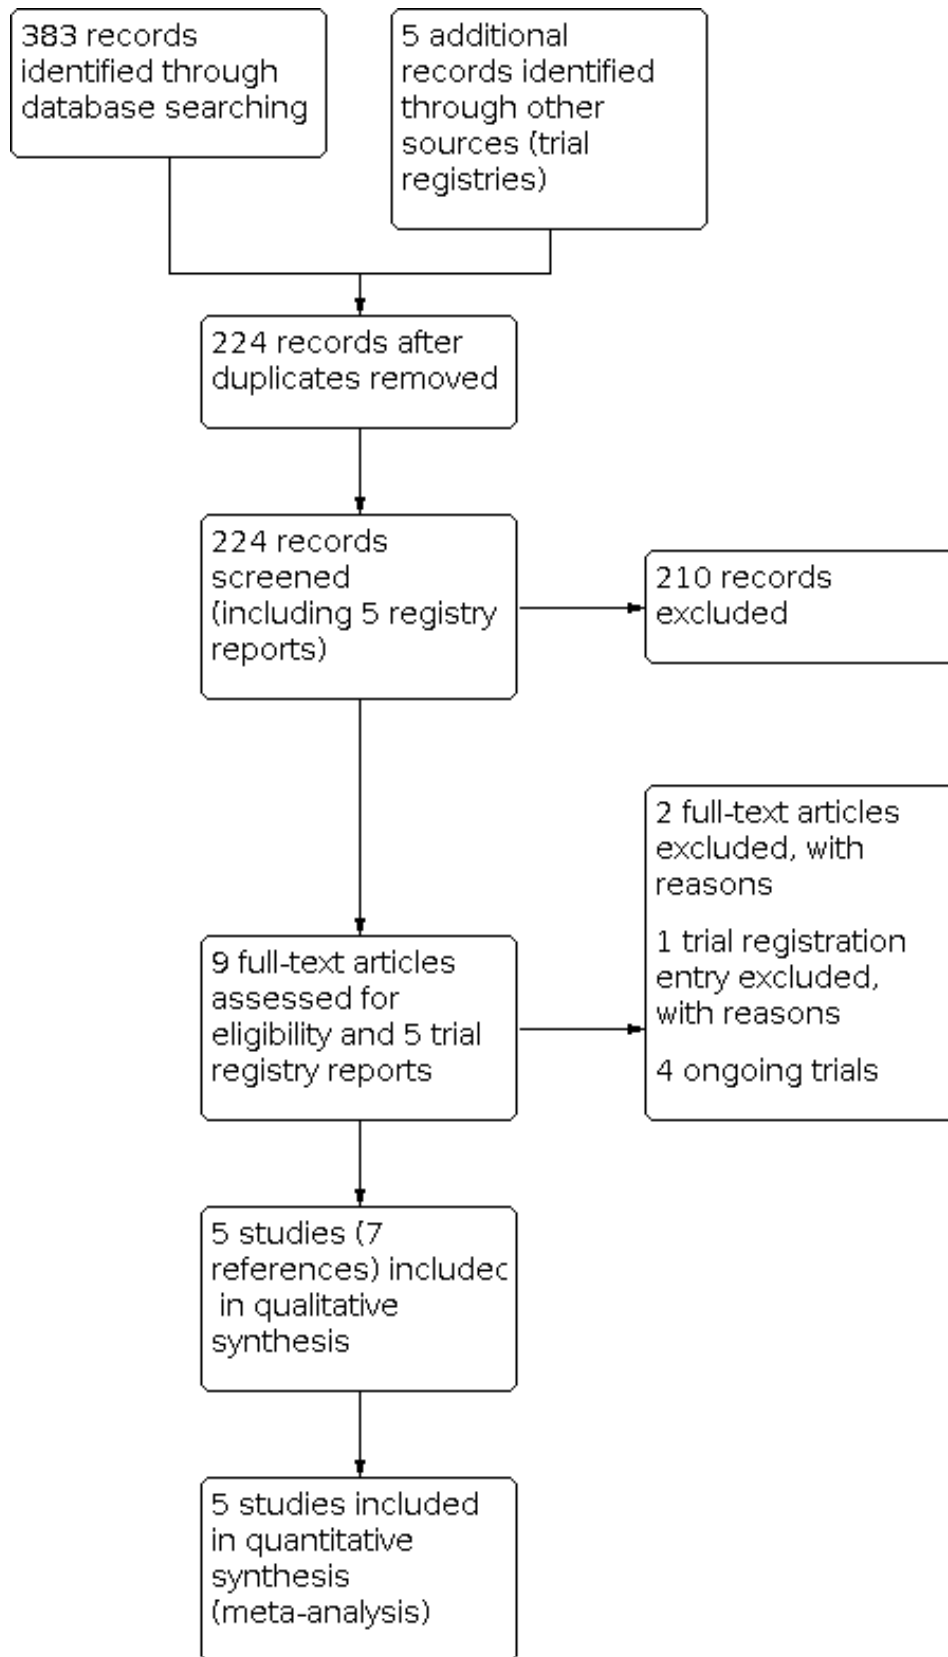 383 records
identified through
database searching
5 additional
records identified
through other
sources (trial
registries)
224 records after
duplicates removed
224 records
screened
(including 5 registry
reports)
210 records
excluded
9 full-text articles
assessed for
eligibility and 5 trial
registry reports
2 full-text articles
excluded, with
reasons
1 trial registration
entry excluded,
with reasons
4 ongoing trials
5 studies (7
references) included
in qualitative
synthesis
5 studies included
in quantitative
synthesis
(meta-analysis)